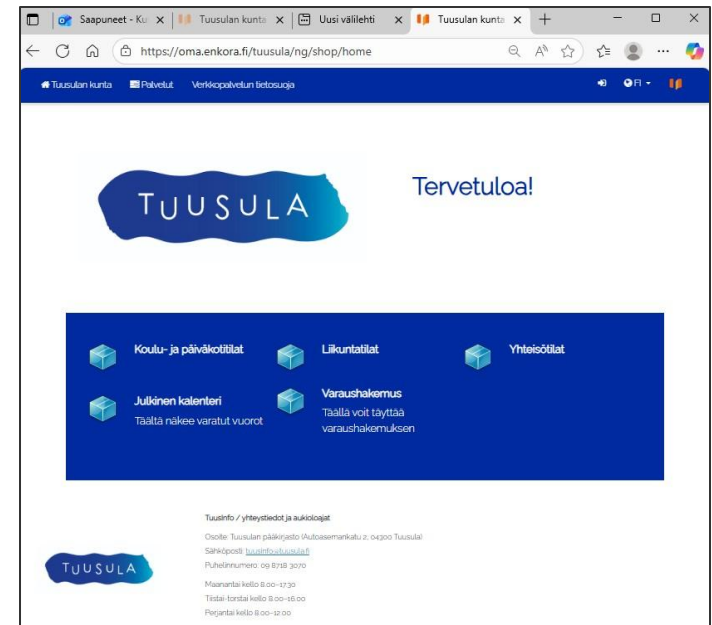 Saapuneet - Ku
Tuusulan kunta
Uusi välilehti
Tuusulan kunta
https://oma.enkora.fi/tuusula/ng/shop/home
Tuusulan kunta Palvelut Verkkopalvelun tietosuoja FI
TUUSULA
Tervetuloa!
Koulu- ja päiväkotitilat
Liikuntatilat
Yhteisötilat
Julkinen kalenteri
Täältä näkee varatut vuorot
Varaushakemus
Täällä voit täyttää
varaushakemuksen
TuusInfo / yhteystiedot ja aukioloajat
Osoite: Tuusulan pääkirjasto (Autoasemankatu 2, 04300 Tuusula)
Sähköposti: tuusinfo@tuusula.fi
Puhelinnumero: 09 8718 3070
TUUSULA
Maanantai kello 8.00-17.30
Tiistai-torstai kello 8.00-16.00
Perjantai kello 8.00-12.00